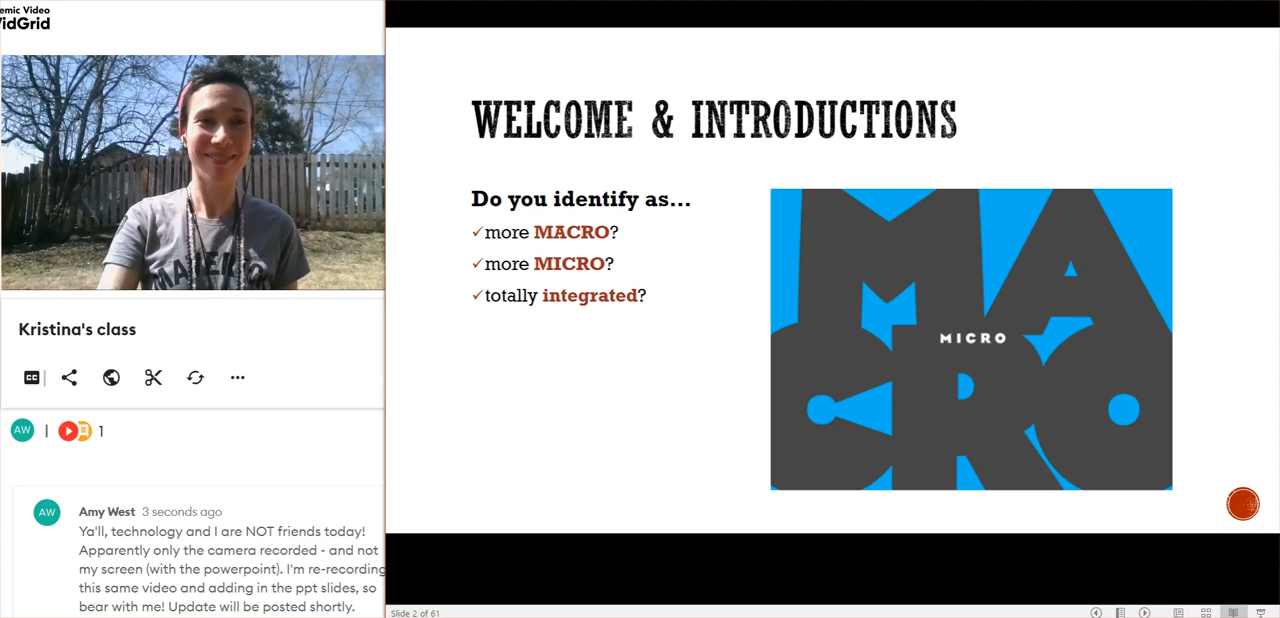 VidGrid
Kristina's class
CC
AW
1
AW
Amy West 3 seconds ago
Ya'll, technology and I are NOT friends today!
Apparently only the camera recorded - and not
my screen (with the powerpoint). I'm re-recording
this same video and adding in the ppt slides, so
bear with me! Update will be posted shortly.
WELCOME & INTRODUCTIONS
Do you identify as...
✓more MACRO?
✓more MICRO?
✓totally integrated?
MA
MICRO
CRO
Slide 2 of 61